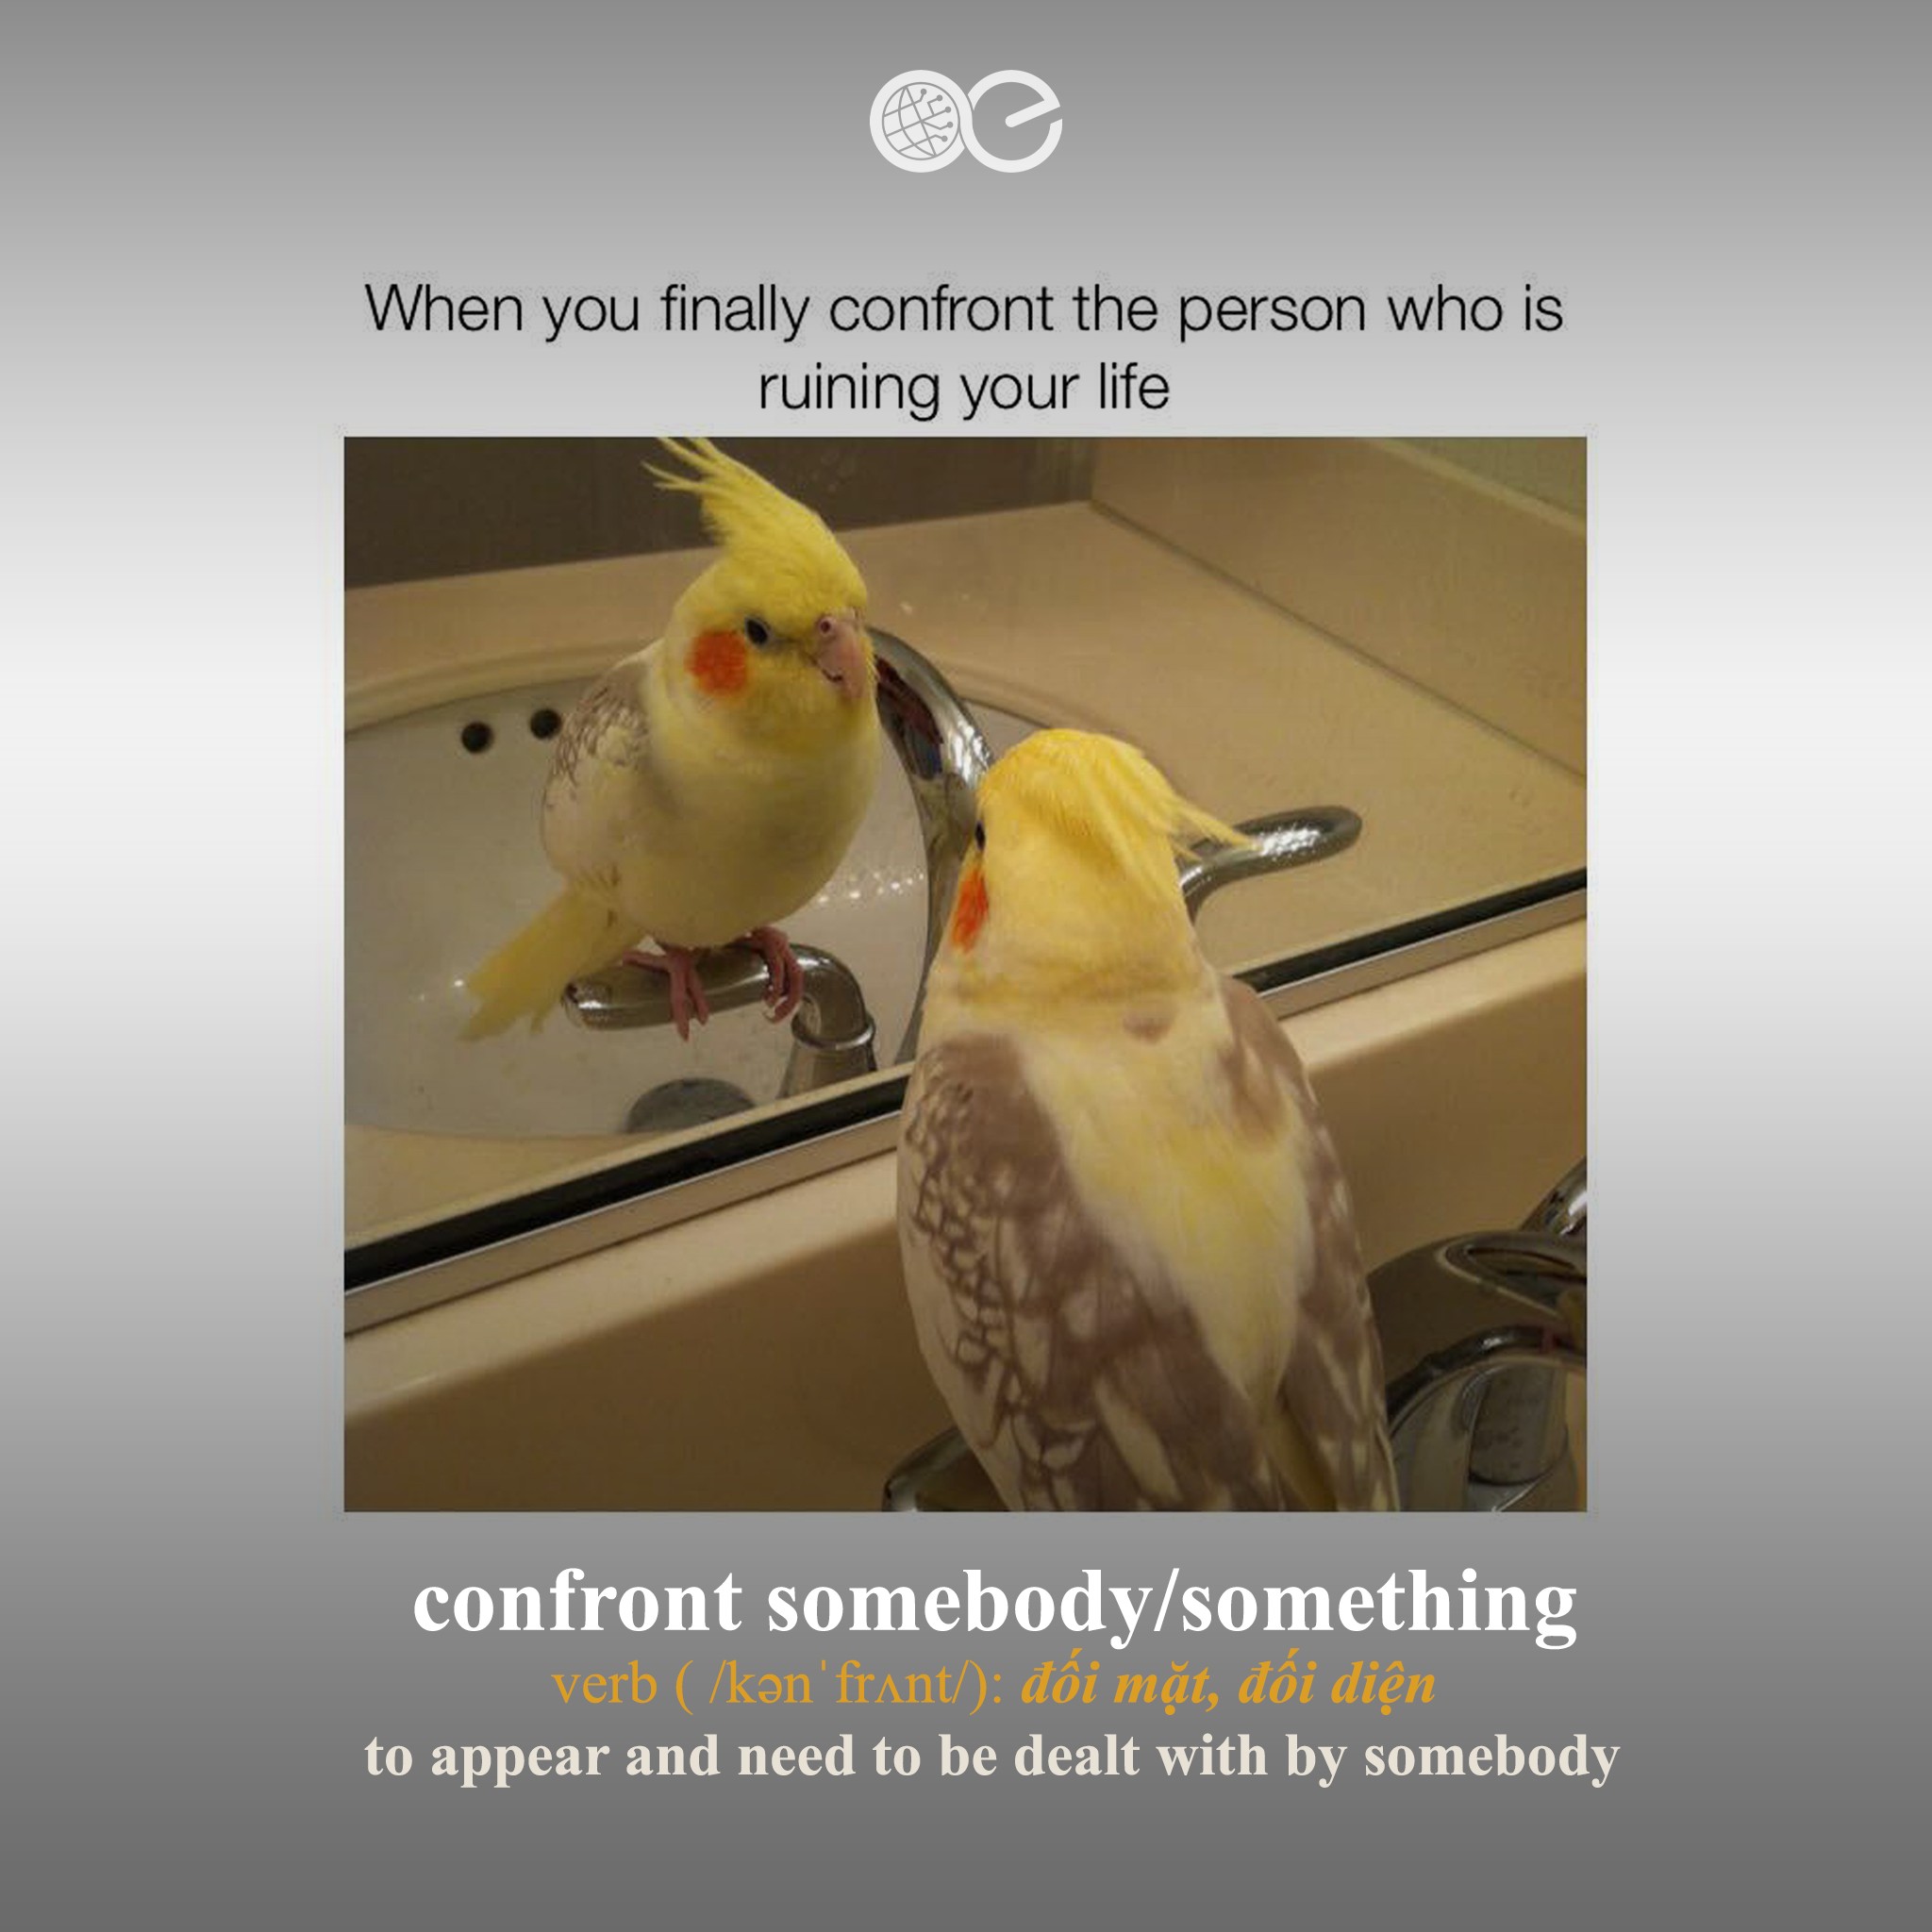 When you finally confront the person who is
ruining your life
confront somebody/something
verb ( /kənˈfrʌnt/): đối mặt, đối diện
to appear and need to be dealt with by somebody